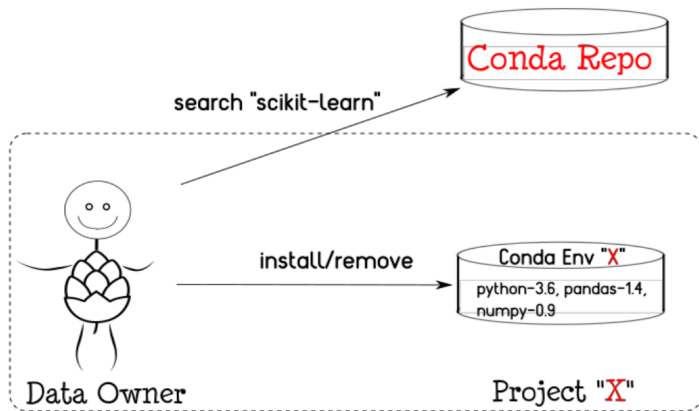 Conda Repo
search "scikit-learn"
install/remove
Conda Env "X"
python-3.6, pandas-1.4,
numpy-0.9
Data Owner
Project "X"